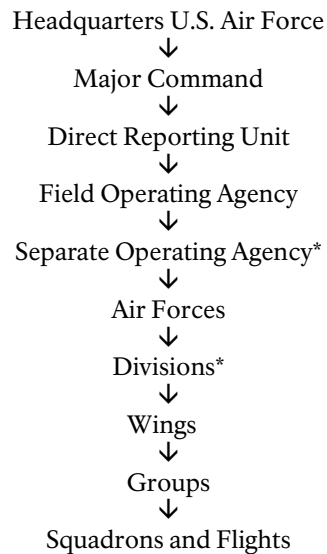 Headquarters U.S. Air Force
↓
Major Command
↓
Direct Reporting Unit
↓
Field Operating Agency
↓
Separate Operating Agency*
↓
Air Forces
↓
Divisions*
↓
Wings
↓
Groups
↓
Squadrons and Flights